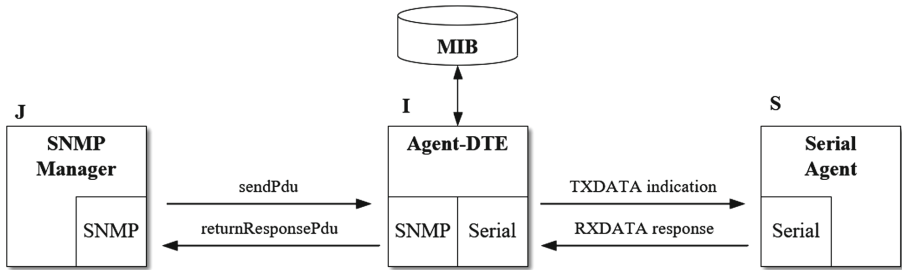 MIB
J
I
S
SNMP
Manager
Agent-DTE
Serial
Agent
sendPdu
TXDATA indication
returnResponsePdu
RXDATA response
SNMP
SNMP
Serial
Serial